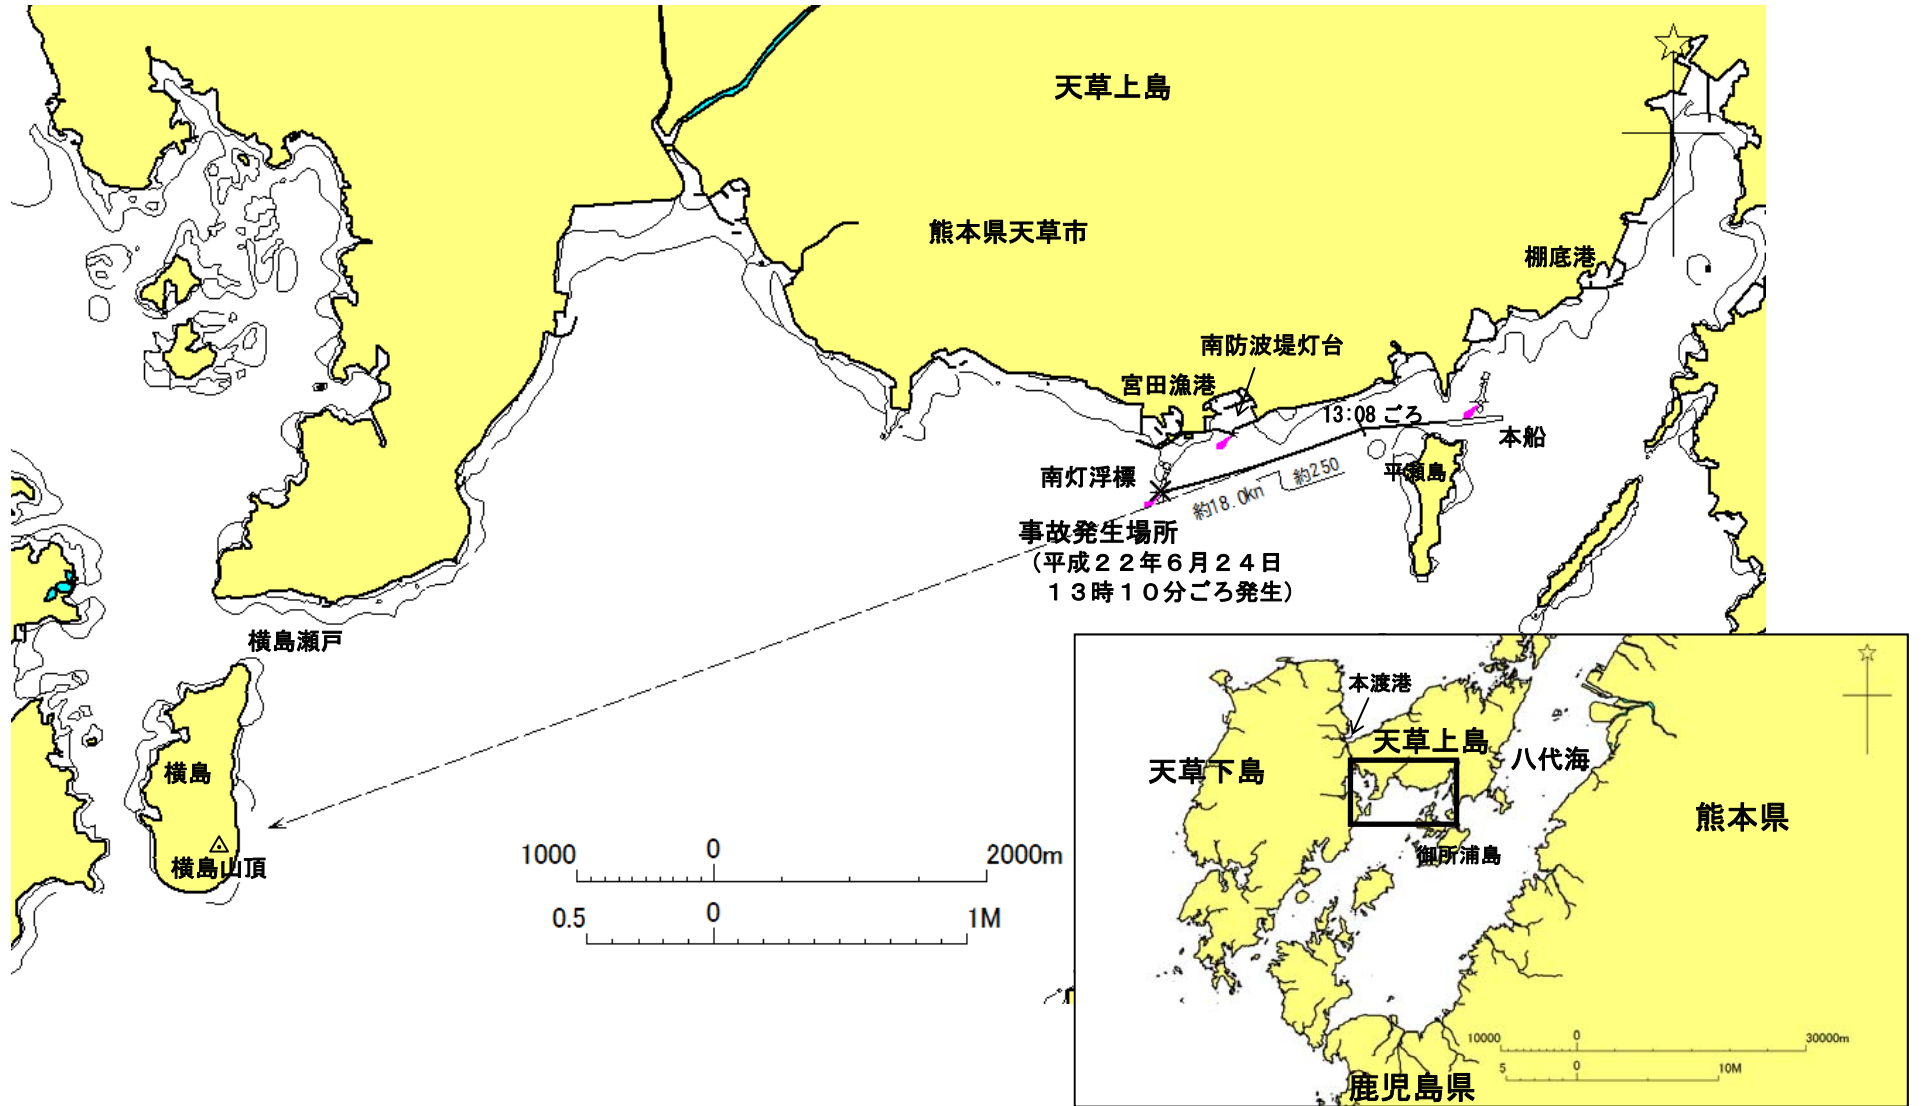 天草上島
熊本県天草市
棚底港
南防波堤灯台
宮田漁港
13:08 ごろ
本船
平瀬島
南灯浮標
約250
約18.0kn
事故発生場所
（平成２２年６月２４日
１３時１０分ごろ発生）
横島瀬戸
横島
横島山頂
1000 0 2000m
0.5 0 1M
本渡港
天草上島
天草下島
八代海
熊本県
御所浦島
10000 0 30000m
5 0 10M
鹿児島県